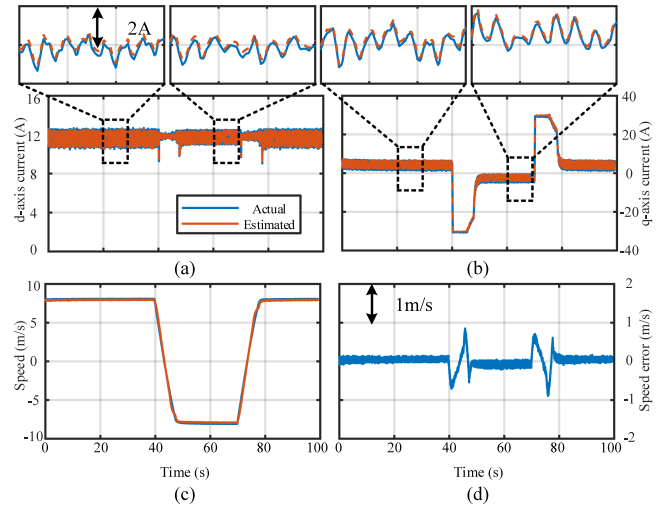 2A
16
12
8
4
0
d-axis current (A)
Actual
Estimated
(a)
40
20
0
-20
-40
q-axis current (A)
(b)
10
5
0
-5
-10
Speed (m/s)
0 20 40 60 80 100
Time (s)
(c)
1m/s
2
1
0
-1
-2
Speed error (m/s)
0 20 40 60 80 100
Time (s)
(d)